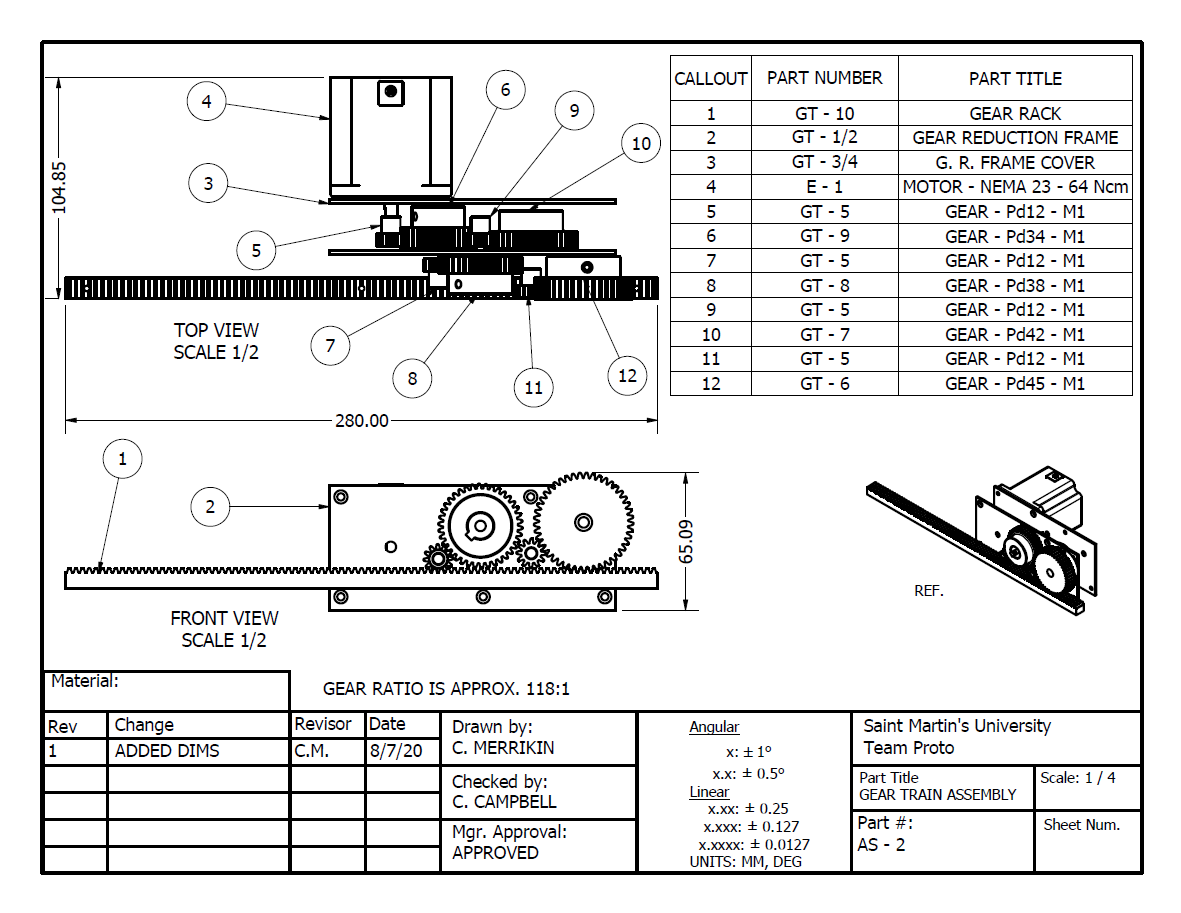 4
6
9
10
3
5
104.85
TOP VIEW
SCALE 1/2
7
8
11
12
280.00
CALLOUT PART NUMBER PART TITLE
1 GT - 10 GEAR RACK
2 GT - 1/2 GEAR REDUCTION FRAME
3 GT - 3/4 G. R. FRAME COVER
4 E - 1 MOTOR - NEMA 23 - 64 Ncm
5 GT - 5 GEAR - Pd12 - M1
6 GT - 9 GEAR - Pd34 - M1
7 GT - 5 GEAR - Pd12 - M1
8 GT - 8 GEAR - Pd38 - M1
9 GT - 5 GEAR - Pd12 - M1
10 GT - 7 GEAR - Pd42 - M1
11 GT - 5 GEAR - Pd12 - M1
12 GT - 6 GEAR - Pd45 - M1
1
2
65.09
FRONT VIEW
SCALE 1/2
REF.
Material:
GEAR RATIO IS APPROX. 118:1
Rev Change Revisor Date
1 ADDED DIMS C.M. 8/7/20
Drawn by:
C. MERRIKIN
Checked by:
C. CAMPBELL
Mgr. Approval:
APPROVED
Angular
x: ± 1°
x.x: ± 0.5°
Linear
x.xx: ± 0.25
x.xxx: ± 0.127
x.xxxx: ± 0.0127
UNITS: MM, DEG
Saint Martin's University
Team Proto
Part Title
GEAR TRAIN ASSEMBLY
Scale: 1 / 4
Part #:
AS - 2
Sheet Num.